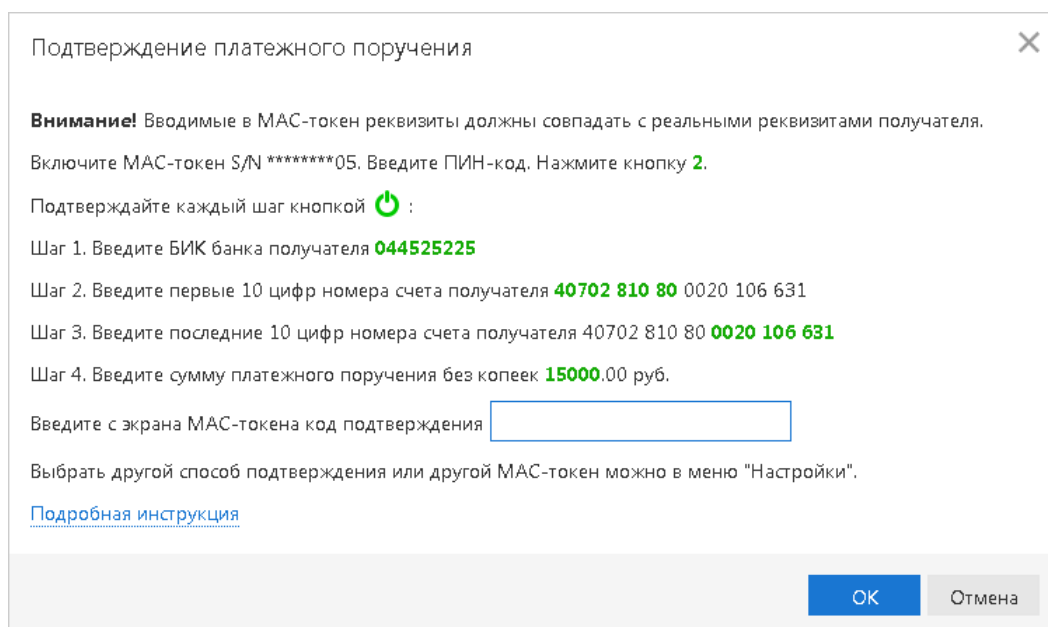 Подтверждение платежного поручения
Внимание! Вводимые в MAC-токен реквизиты должны совпадать с реальными реквизитами получателя.
Включите MAC-токен S/N ********05. Введите ПИН-код. Нажмите кнопку 2.
Подтверждайте каждый шаг кнопкой :
Шаг 1. Введите БИК банка получателя 044525225
Шаг 2. Введите первые 10 цифр номера счета получателя 40702 810 80 0020 106 631
Шаг 3. Введите последние 10 цифр номера счета получателя 40702 810 80 0020 106 631
Шаг 4. Введите сумму платежного поручения без копеек 15000.00 руб.
Введите с экрана MAC-токена код подтверждения
Выбрать другой способ подтверждения или другой MAC-токен можно в меню "Настройки".
Подробная инструкция
OK Отмена